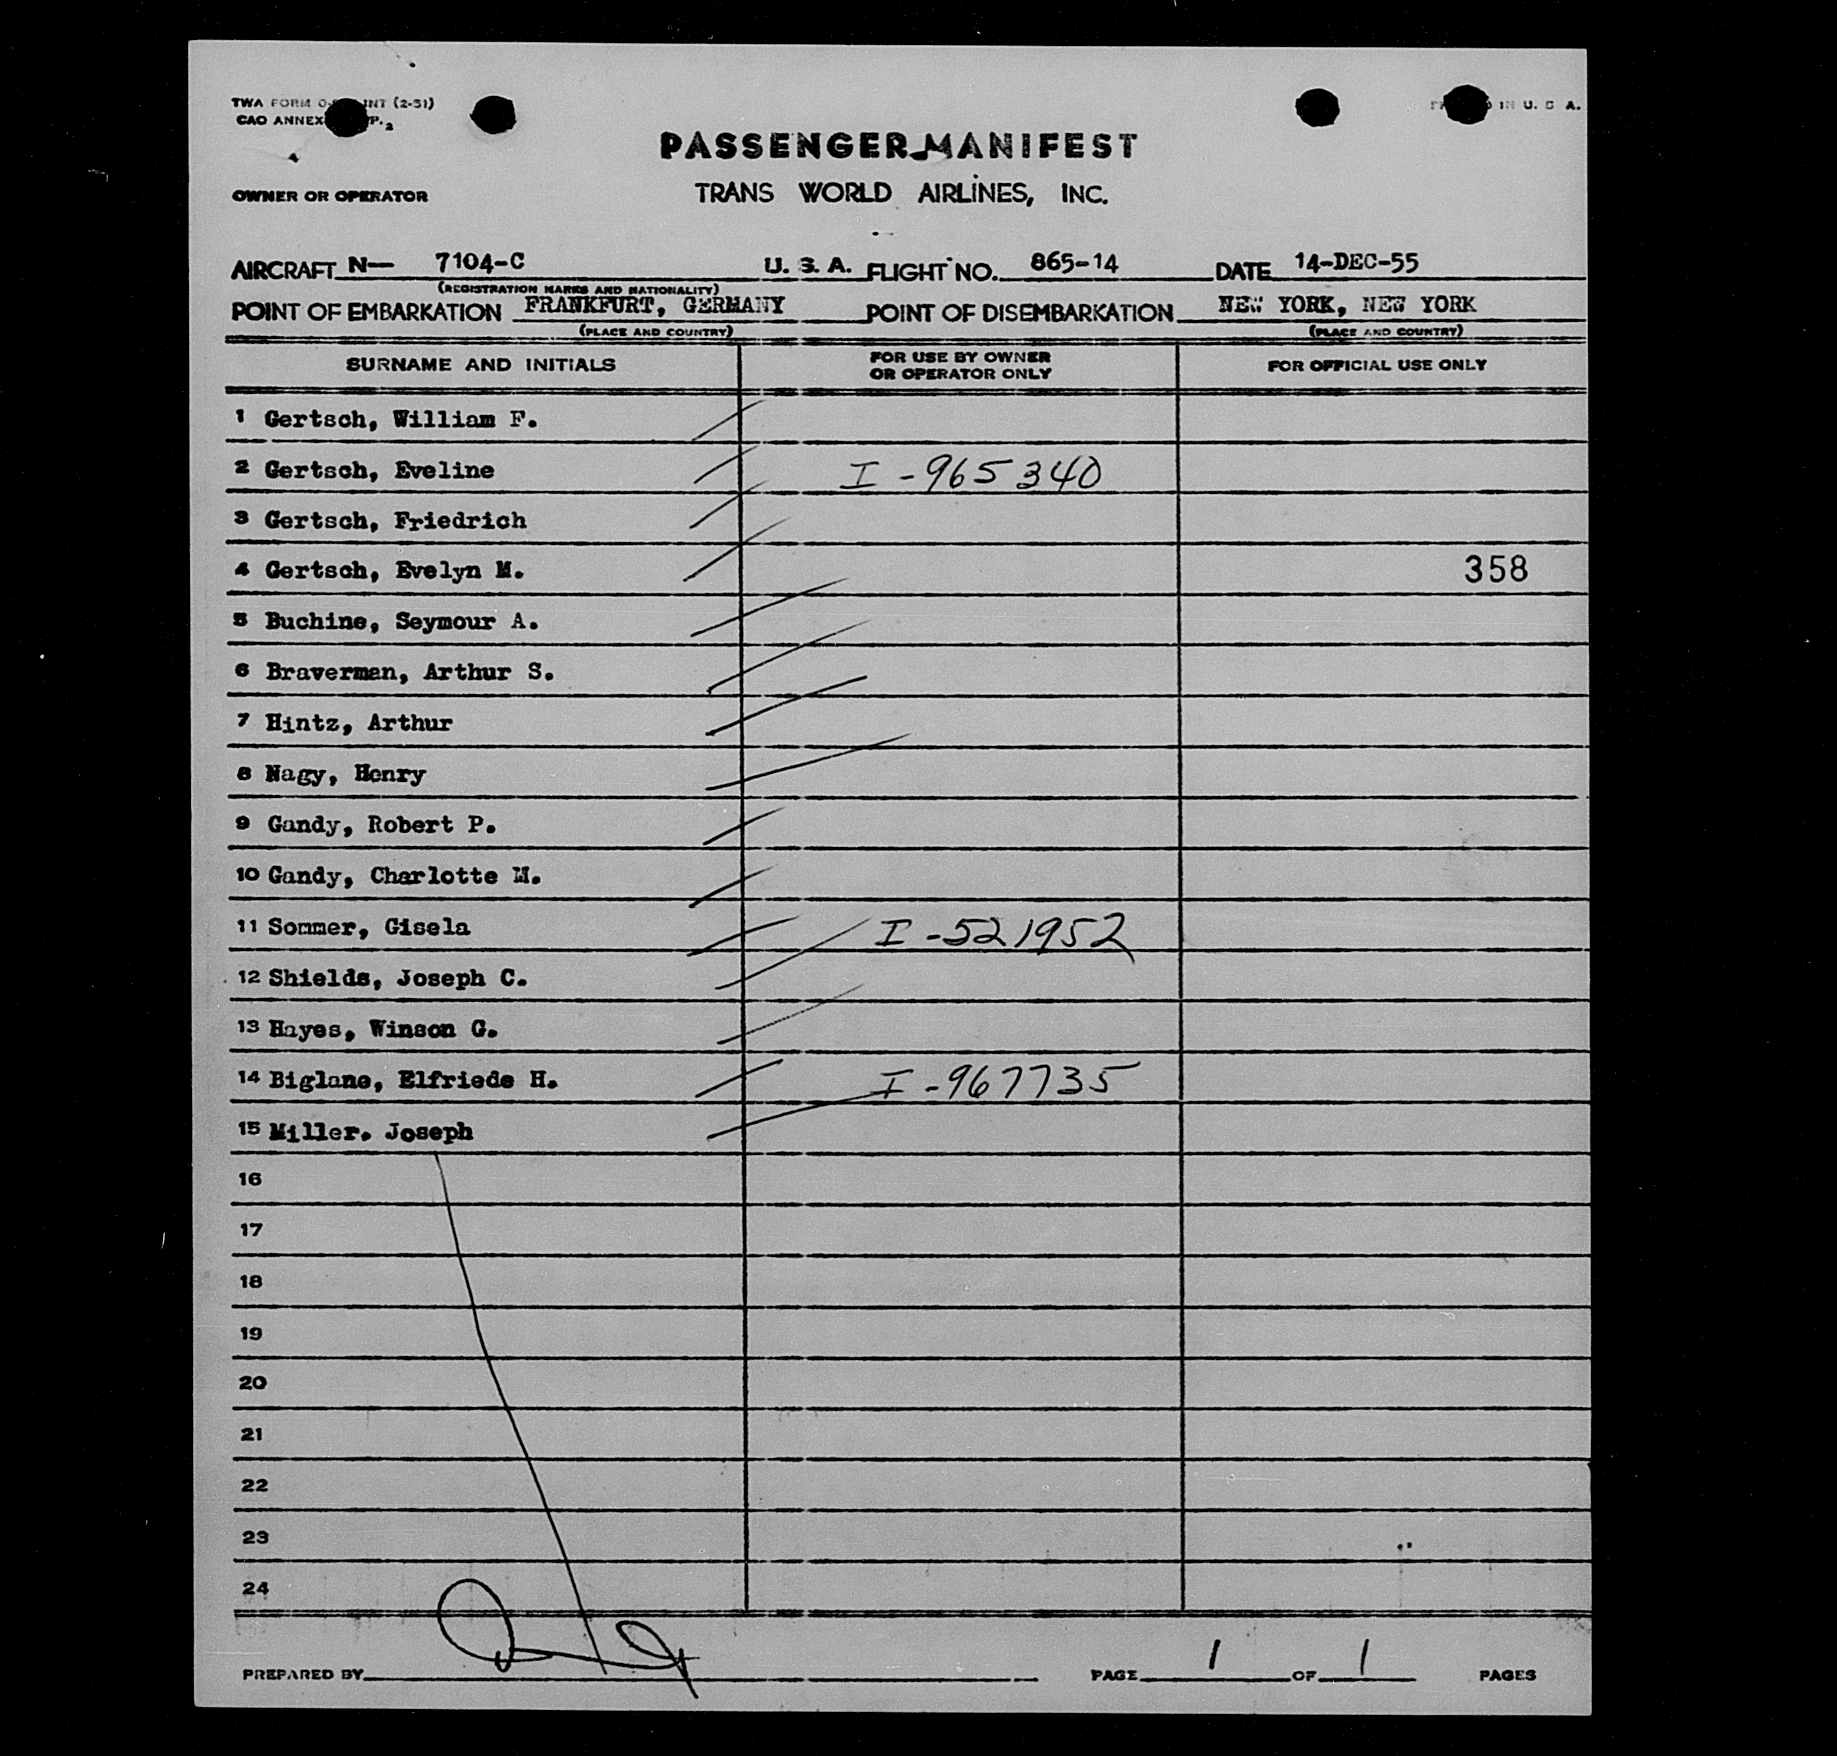 TWA FORM INT (2-51)
CAO ANNEX
PRINTED IN U. S. A.
PASSENGER MANIFEST
OWNER OR OPERATOR TRANS WORLD AIRLINES, INC.
AIRCRAFT N— 7104-C U. S. A. FLIGHT NO. 865-14 DATE 14-DEC-55
(REGISTRATION MARKS AND NATIONALITY)
POINT OF EMBARKATION FRANKFURT, GERMANY POINT OF DISEMBARKATION NEW YORK, NEW YORK
(PLACE AND COUNTRY) (PLACE AND COUNTRY)
SURNAME AND INITIALS FOR USE BY OWNER OR OPERATOR ONLY FOR OFFICIAL USE ONLY
1 Gertsch, William F.
2 Gertsch, Eveline I-965340
3 Gertsch, Friedrich
4 Gertsch, Evelyn M. 358
5 Buchine, Seymour A.
6 Braverman, Arthur S.
7 Hintz, Arthur
8 Nagy, Henry
9 Gandy, Robert P.
10 Gandy, Charlotte M.
11 Sommer, Gisela I-521952
12 Shields, Joseph C.
13 Hayes, Winson G.
14 Biglane, Elfriede H. I-967735
15 Miller. Joseph
16
17
18
19
20
21
22
23
24
PREPARED BY PAGE 1 OF 1 PAGES